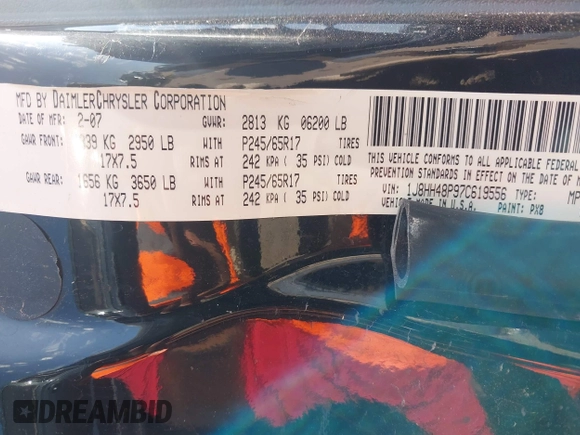 MFD BY DAIMLERCHRYSLER CORPORATION
DATE OF MFR 2-07 GVWR: 2813 KG 06200 LB
GAWR FRONT: 339 KG 2950 LB WITH P245/65R17 TIRES
17X7.5 RIMS AT 242 KPA ( 35 PSI) COLD
GAWR REAR: 1656 KG 3650 LB WITH P245/65R17 TIRES
17X7.5 RIMS AT 242 KPA ( 35 PSI) COLD
THIS VEHICLE CONFORMS TO ALL APPLICABLE
PREVENTION STANDARDS IN EFFECT ON THE DATE OF M
VIN: 1J8HH48P97C619556 TYPE: MP
VEHICLE MADE IN U.S.A. PAINT: PX8
DREAMBID